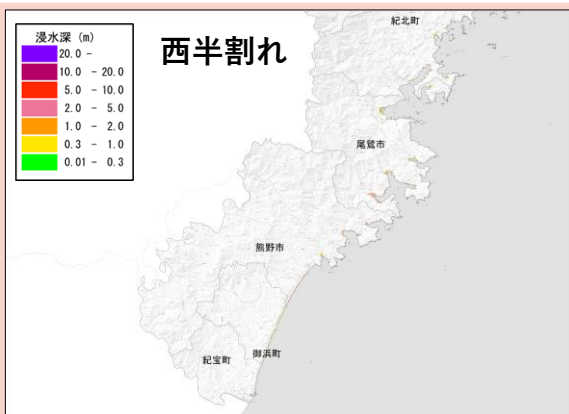 西半割れ
浸水深 (m)
20.0 -
10.0 - 20.0
5.0 - 10.0
2.0 - 5.0
1.0 - 2.0
0.3 - 1.0
0.01 - 0.3
紀北町
尾鷲市
熊野市
御浜町
紀宝町